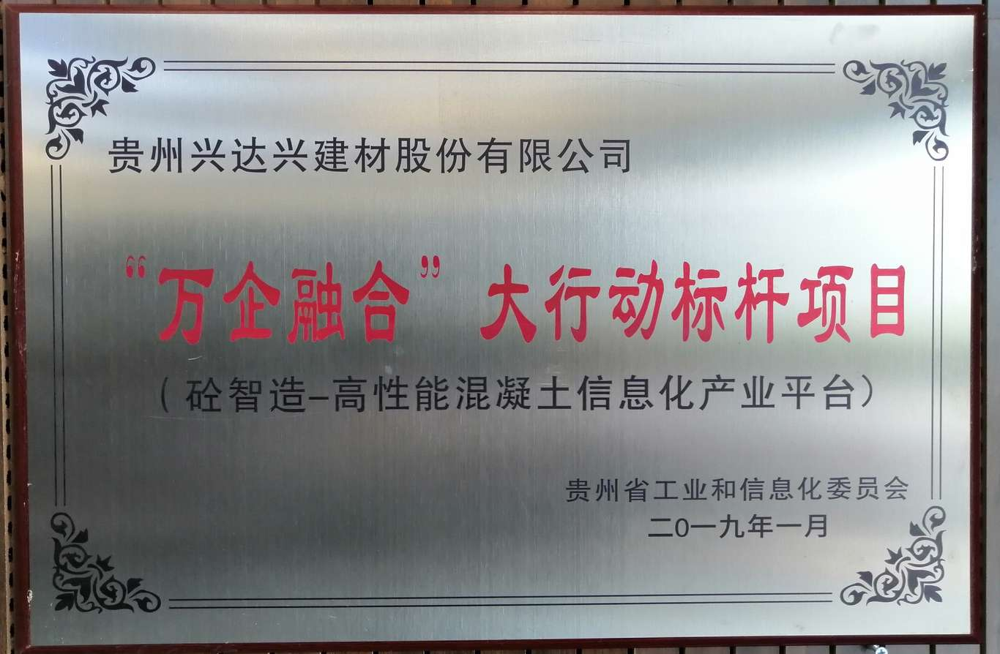 贵州兴达兴建材股份有限公司
“万企融合”大行动标杆项目
（砼智造–高性能混凝土信息化产业平台）
贵州省工业和信息化委员会
二0一九年一月